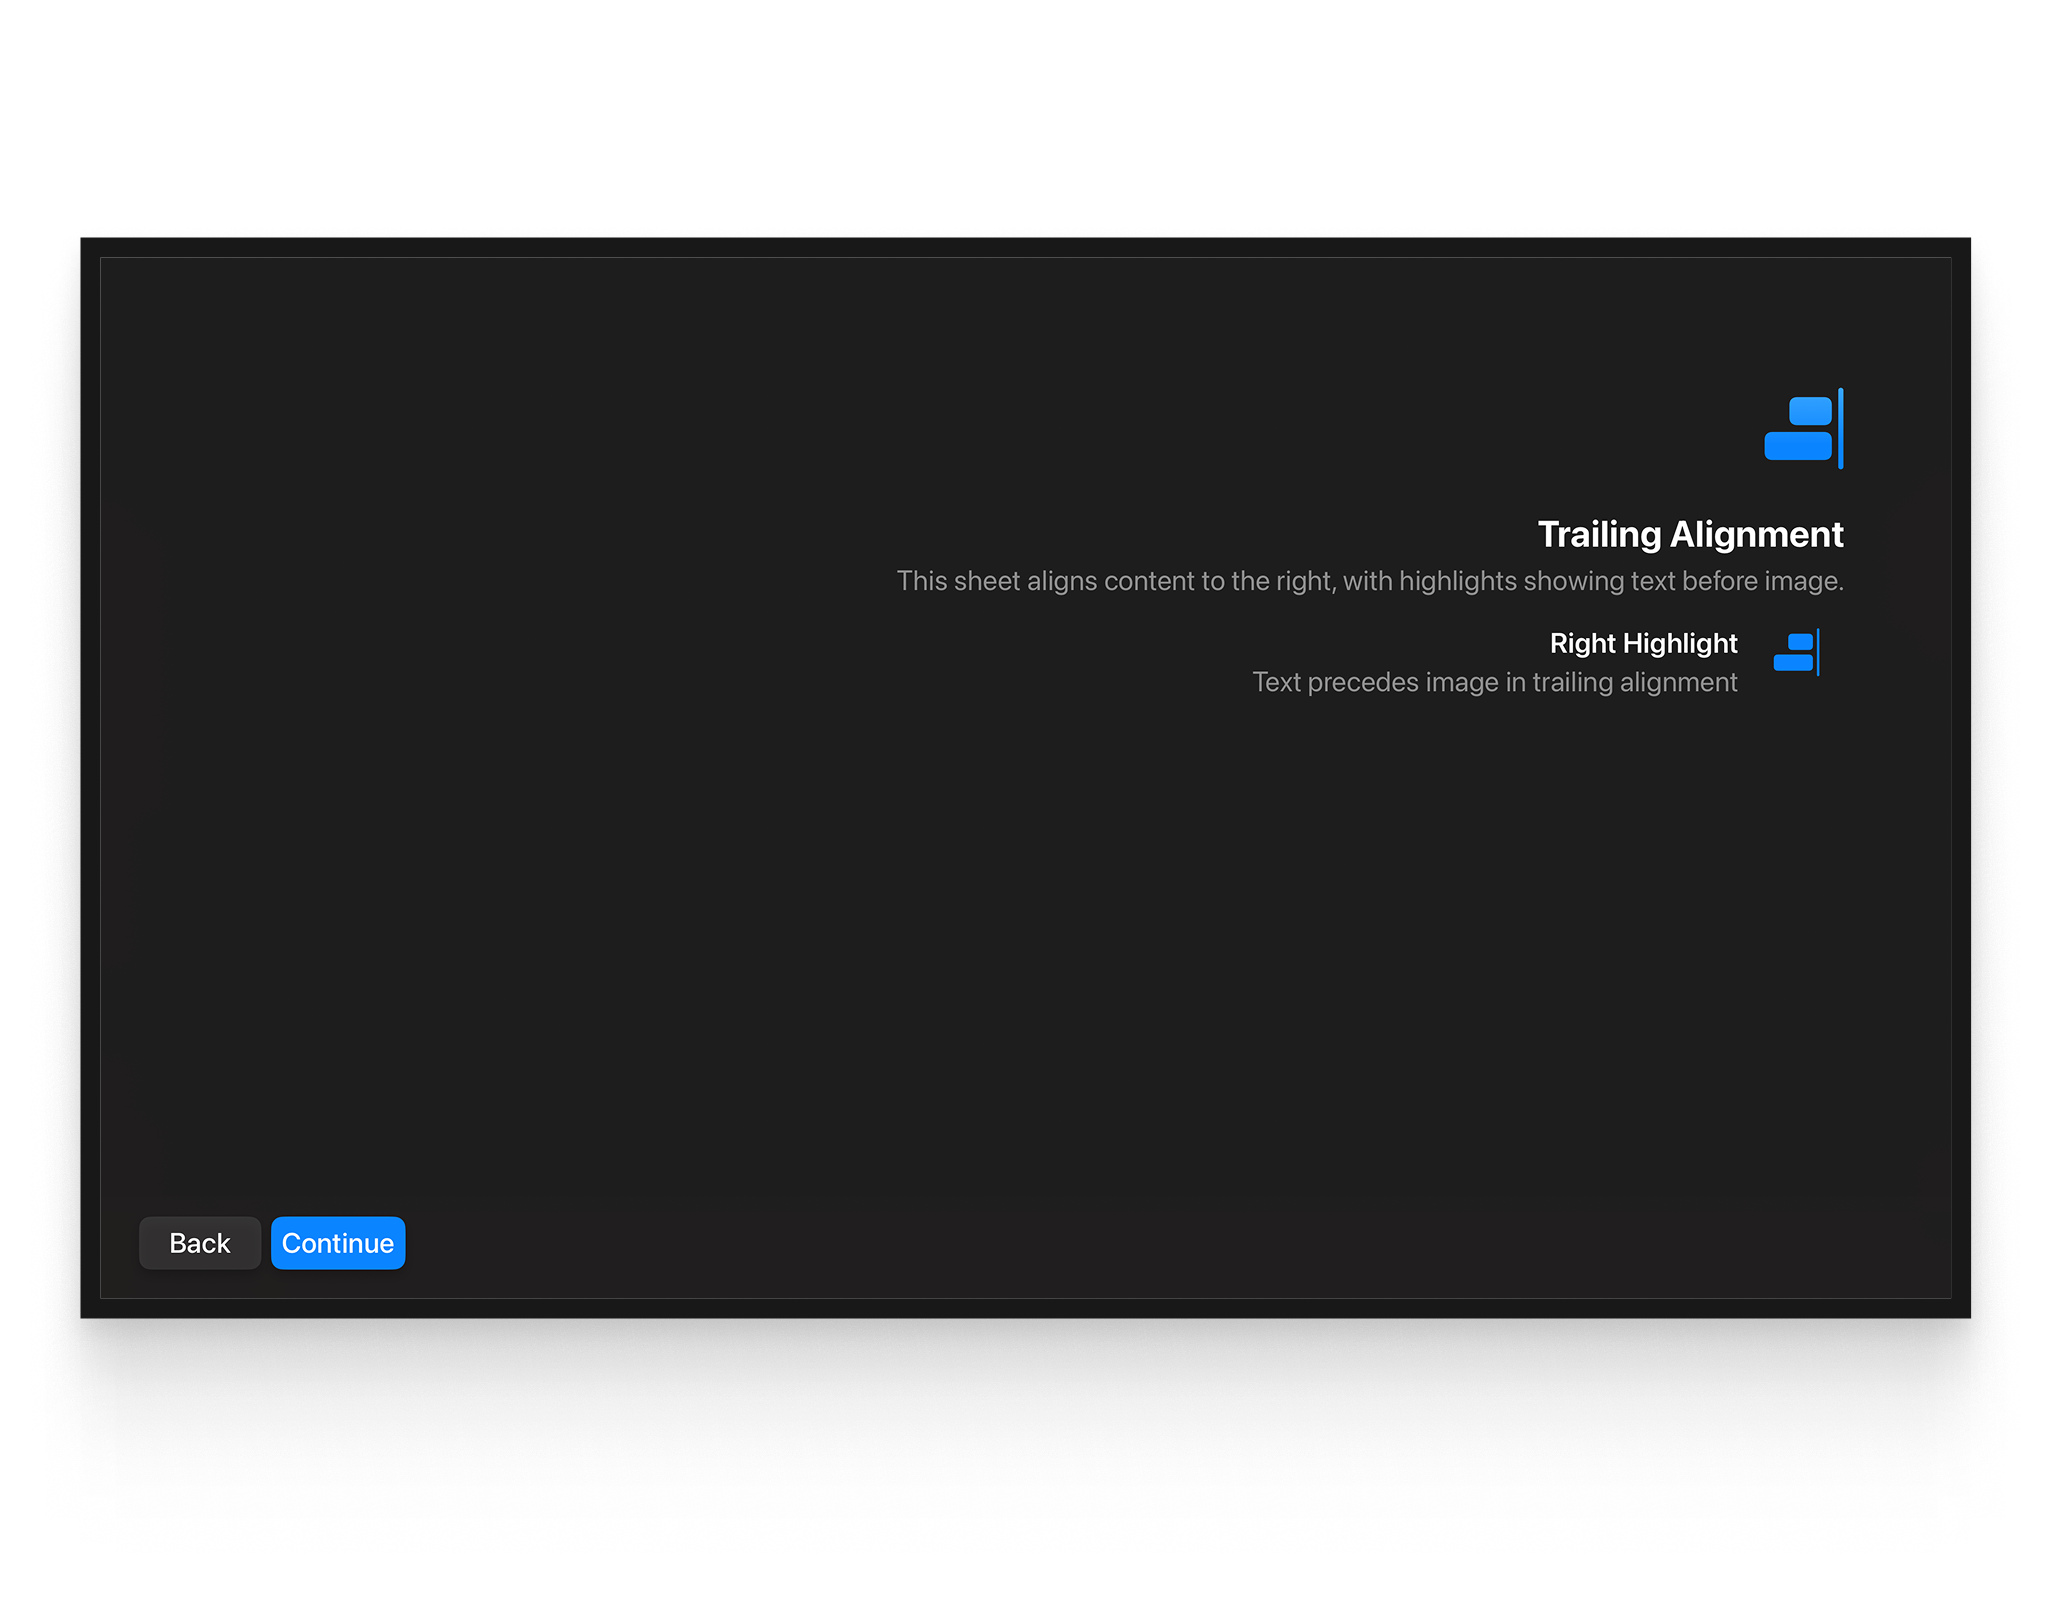 Trailing Alignment
This sheet aligns content to the right, with highlights showing text before image.
Right Highlight
Text precedes image in trailing alignment
Back
Continue